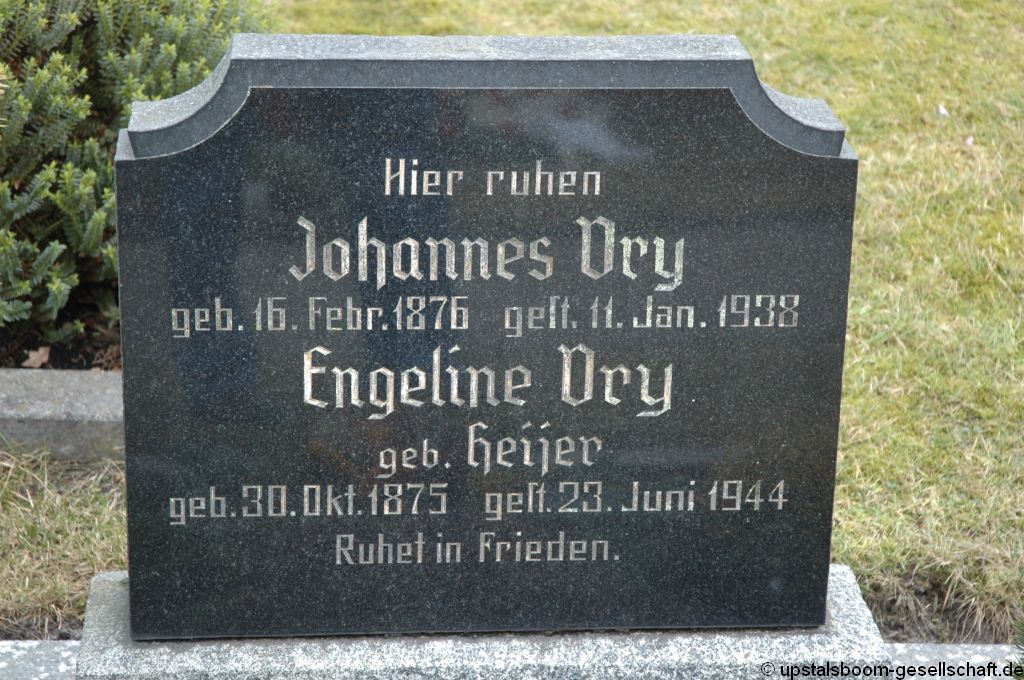 Hier ruhen
Johannes Dry
geb. 16. Febr. 1876 gest. 11. Jan. 1938
Engeline Dry
geb. Heijer
geb. 30. Okt. 1875 gest. 23. Juni 1944
Ruhet in Frieden.
© upstalsboom-gesellschaft.de